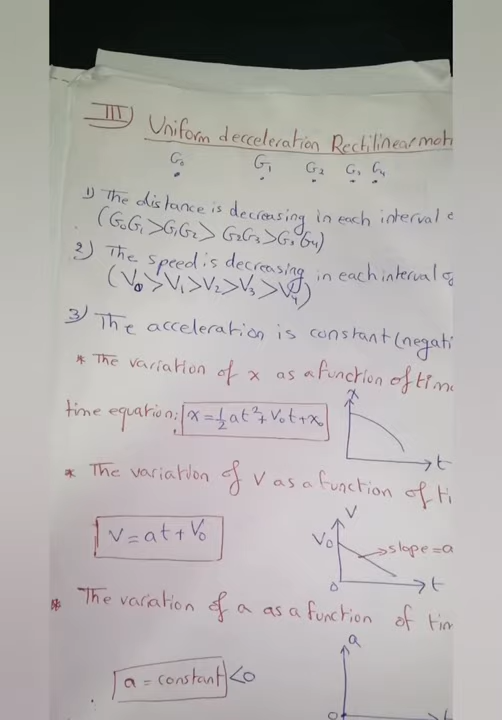 III) Uniform decceleration Rectilinear moti
G₀ G₁ G₂ G₃ G₄
1) The distance is decreasing in each interval
(G₀G₁ > G₁G₂ > G₂G₃ > G₃G₄)
2) The speed is decreasing in each interval
(V₀ > V₁ > V₂ > V₃ > V₄)
3) The acceleration is constant (negati
* The variation of x as a function of time
time equation: x = ½at² + V₀t + x₀
x
t
* The variation of V as a function of ti
V = at + V₀
V
V₀
slope = a
0
t
* The variation of a as a function of tim
a = constant < 0
a
0
t